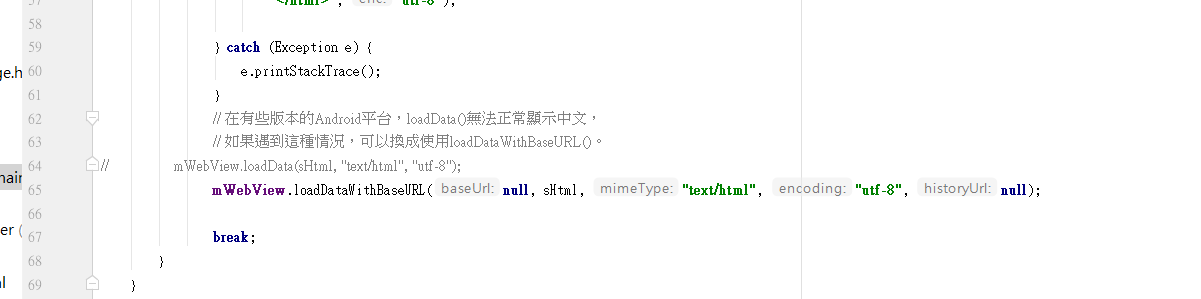 57 </html>", enc: "utf-8");
58
59 } catch (Exception e) {
60 e.printStackTrace();
61 }
62 // 在有些版本的Android平台，loadData()無法正常顯示中文，
63 // 如果遇到這種情況，可以換成使用loadDataWithBaseURL()。
64 // mWebView.loadData(sHtml, "text/html", "utf-8");
65 mWebView.loadDataWithBaseURL( baseUrl: null, sHtml, mimeType: "text/html", encoding: "utf-8", historyUrl: null);
66
67 break;
68 }
69 }